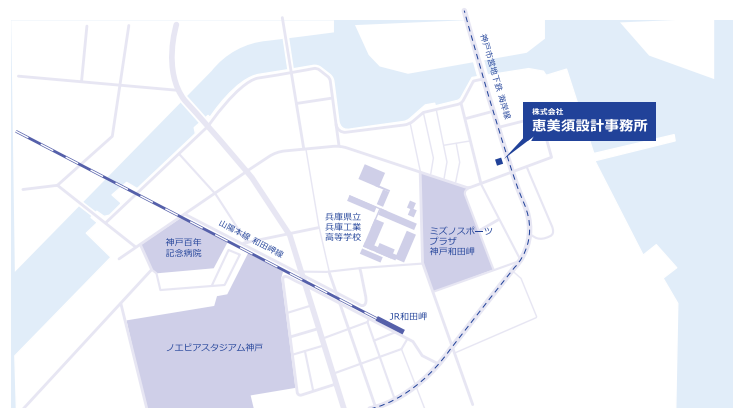 神戸市営地下鉄 海岸線
株式会社
恵美須設計事務所
兵庫県立
兵庫工業
高等学校
ミズノスポーツ
プラザ
神戸和田岬
山陽本線 和田岬線
神戸百年
記念病院
JR和田岬
ノエビアスタジアム神戸